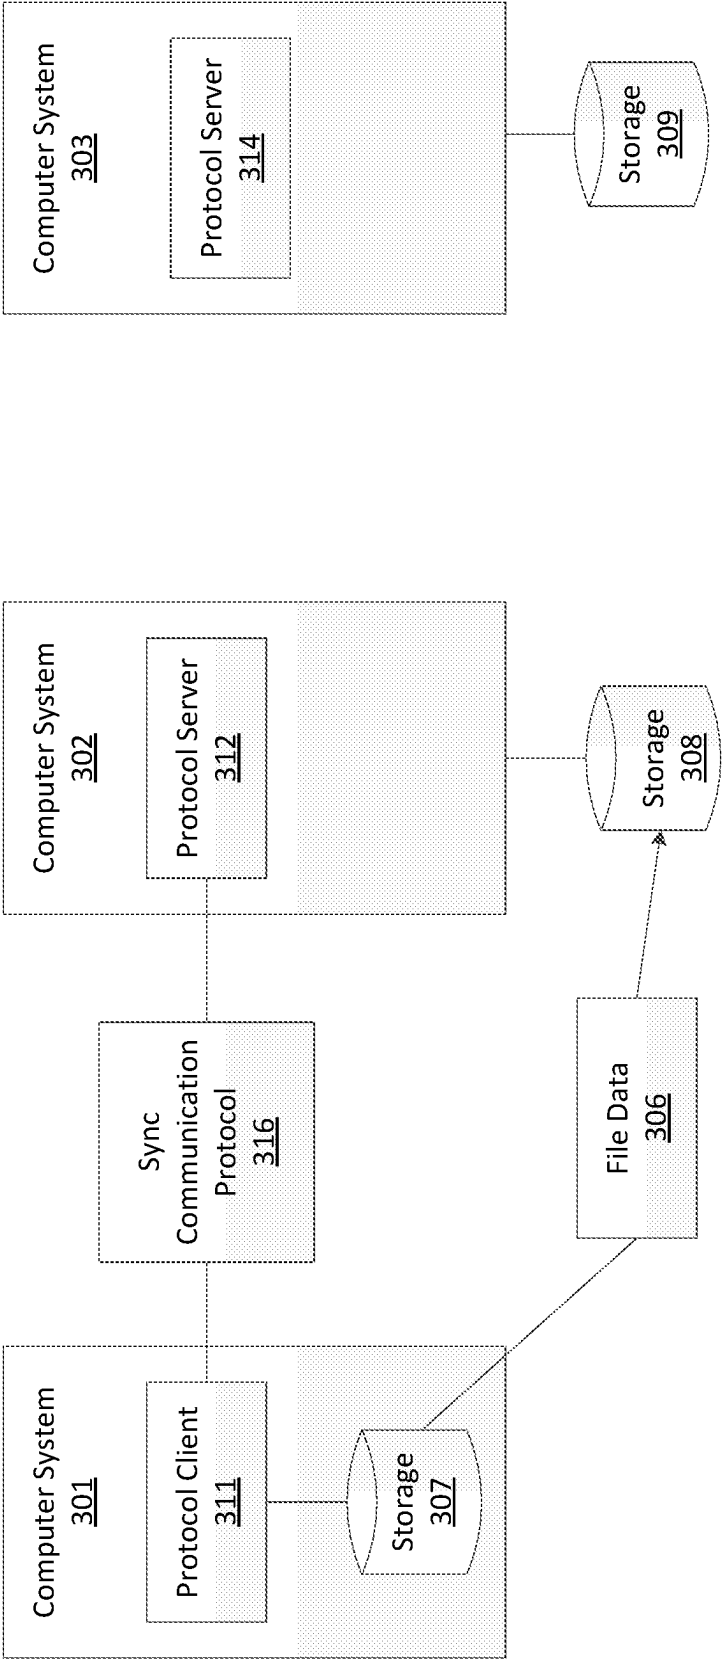 Computer System
301
Protocol Client
311
Storage
307
Sync
Communication
Protocol
316
File Data
306
Computer System
302
Protocol Server
312
Storage
308
Computer System
303
Protocol Server
314
Storage
309